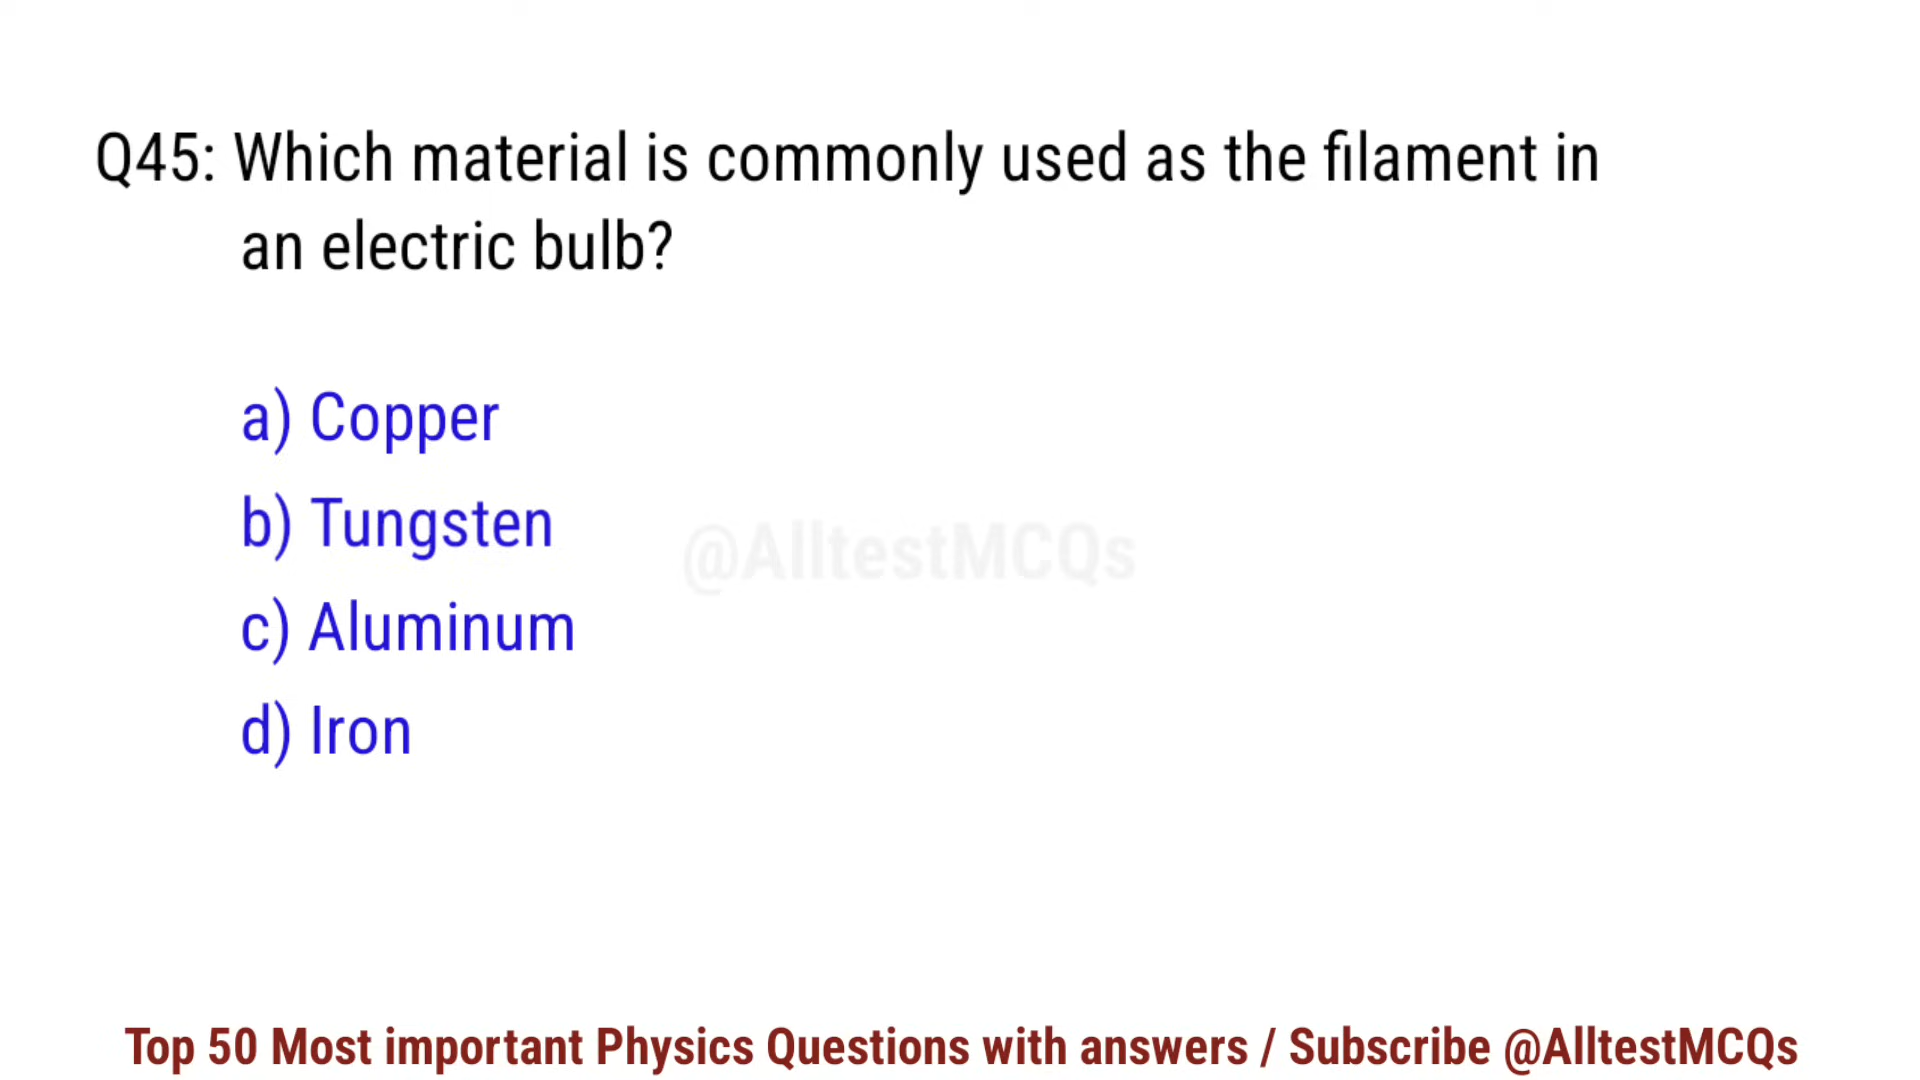 Q45: Which material is commonly used as the filament in
an electric bulb?
a) Copper
b) Tungsten
@AlltestMCQs
c) Aluminum
d) Iron
Top 50 Most important Physics Questions with answers / Subscribe @AlltestMCQs